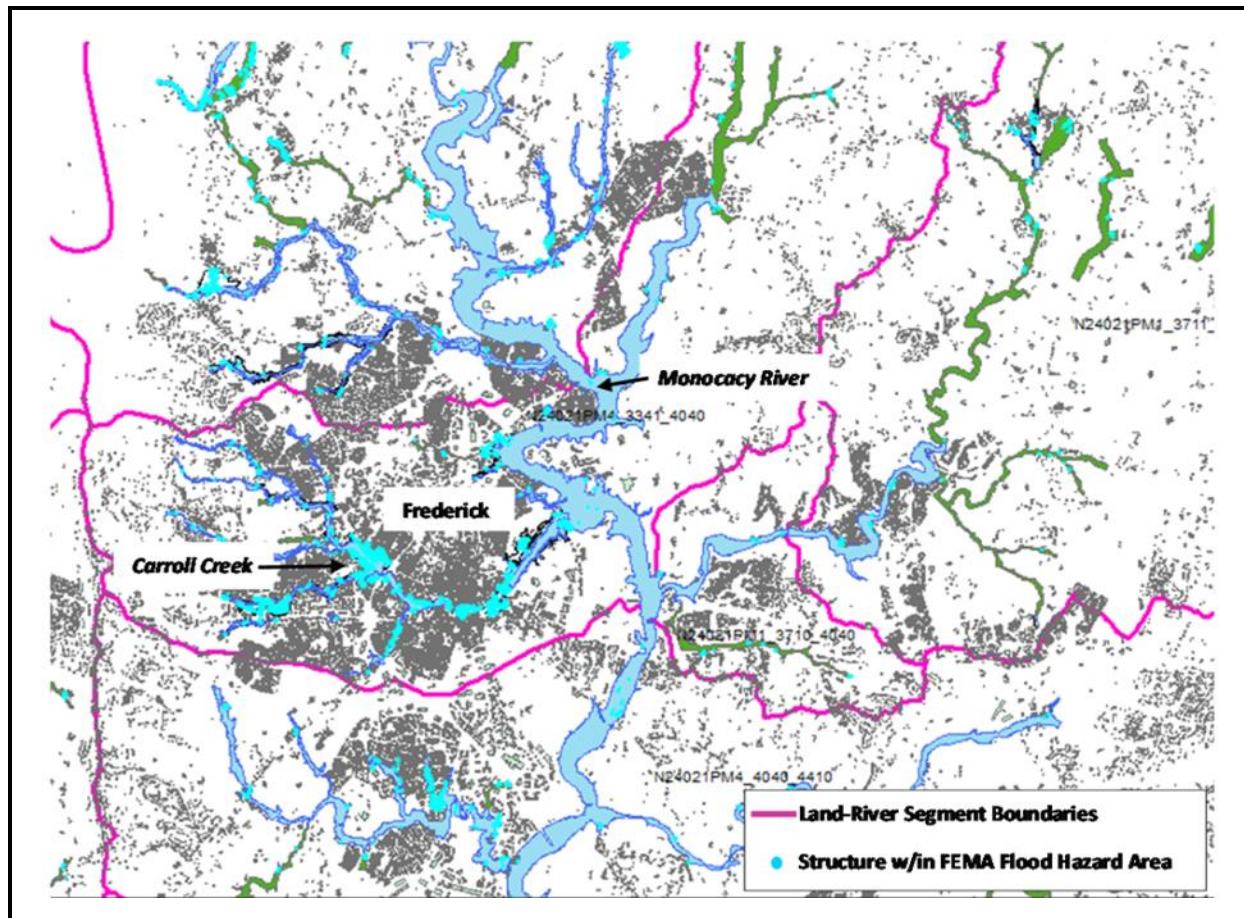 N24021PM1_3711_
Monocacy River
N24021PM4_3341_4040
Frederick
Carroll Creek
N24021PM1_3710_4040
N24021PM4_4040_4410
Land-River Segment Boundaries
Structure w/in FEMA Flood Hazard Area